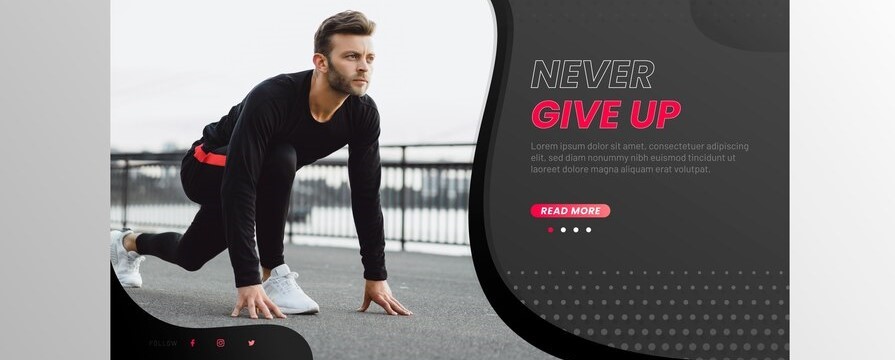 NEVER
GIVE UP
Lorem ipsum dolor sit amet, consectetuer adipiscing
elit, sed diam nonummy nibh euismod tincidunt ut
laoreet dolore magna aliquam erat volutpat.
READ MORE
FOLLOW